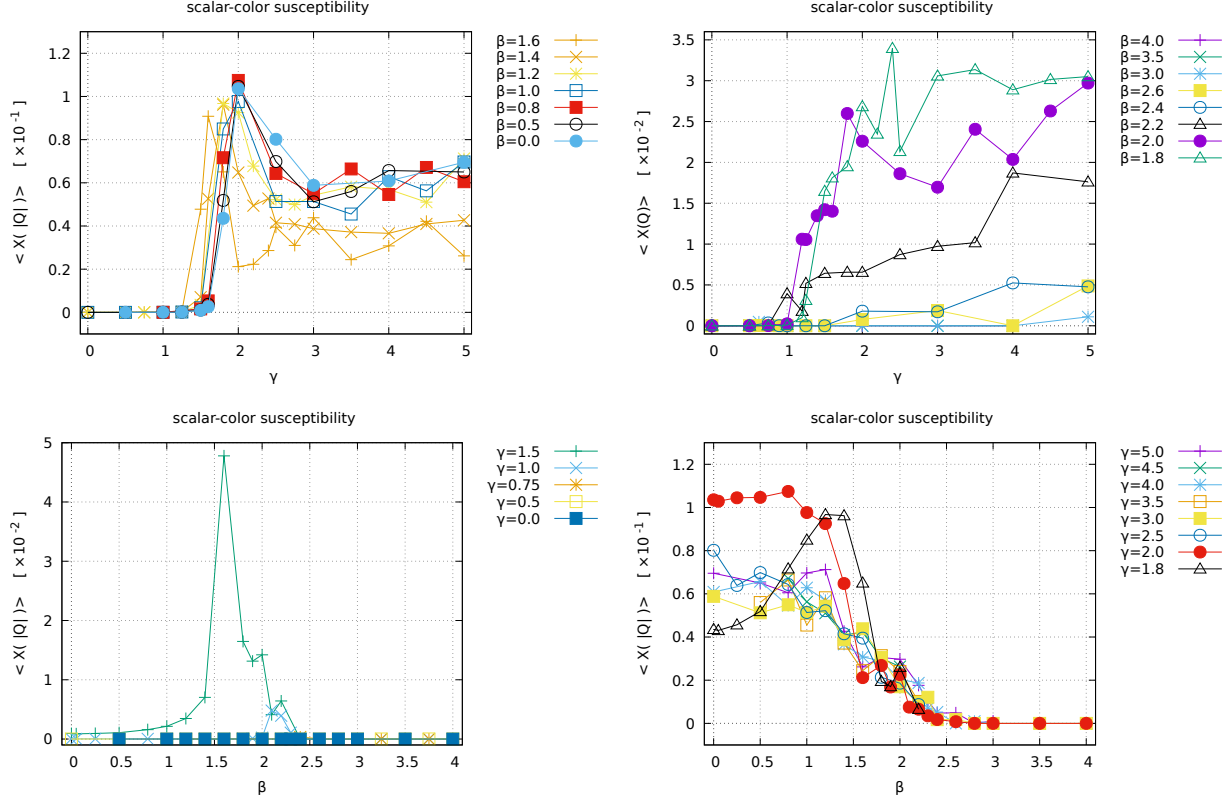 scalar-color susceptibility
< X( |Q| )> [ ×10⁻¹ ]
1.2
1
0.8
0.6
0.4
0.2
0
0 1 2 3 4 5
γ
β=1.6
β=1.4
β=1.2
β=1.0
β=0.8
β=0.5
β=0.0
scalar-color susceptibility
< X(Q)> [ ×10⁻² ]
3.5
3
2.5
2
1.5
1
0.5
0
0 1 2 3 4 5
γ
β=4.0
β=3.5
β=3.0
β=2.6
β=2.4
β=2.2
β=2.0
β=1.8
scalar-color susceptibility
< X( |Q| )> [ ×10⁻² ]
5
4
3
2
1
0
0 0.5 1 1.5 2 2.5 3 3.5 4
β
γ=1.5
γ=1.0
γ=0.75
γ=0.5
γ=0.0
scalar-color susceptibility
< X( |Q| )> [ ×10⁻¹ ]
1.2
1
0.8
0.6
0.4
0.2
0
0 0.5 1 1.5 2 2.5 3 3.5 4
β
γ=5.0
γ=4.5
γ=4.0
γ=3.5
γ=3.0
γ=2.5
γ=2.0
γ=1.8